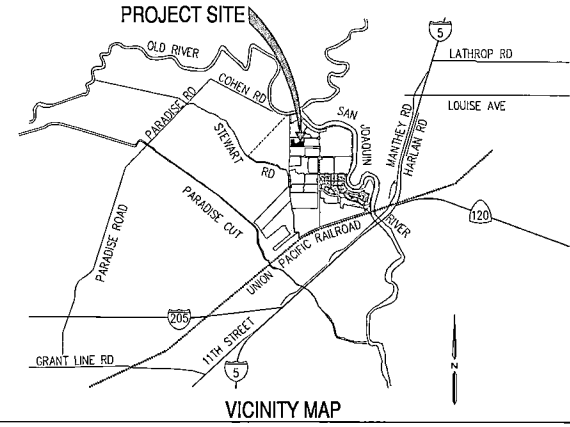 PROJECT SITE
5
LATHROP RD
OLD RIVER
COHEN RD
LOUISE AVE
PARADISE RD
SAN JOAQUIN RIVER
MANTHEY RD
HARLAN RD
STEWART RD
PARADISE CUT
120
PARADISE ROAD
UNION PACIFIC RAILROAD
205
11TH STREET
GRANT LINE RD
5
N
VICINITY MAP